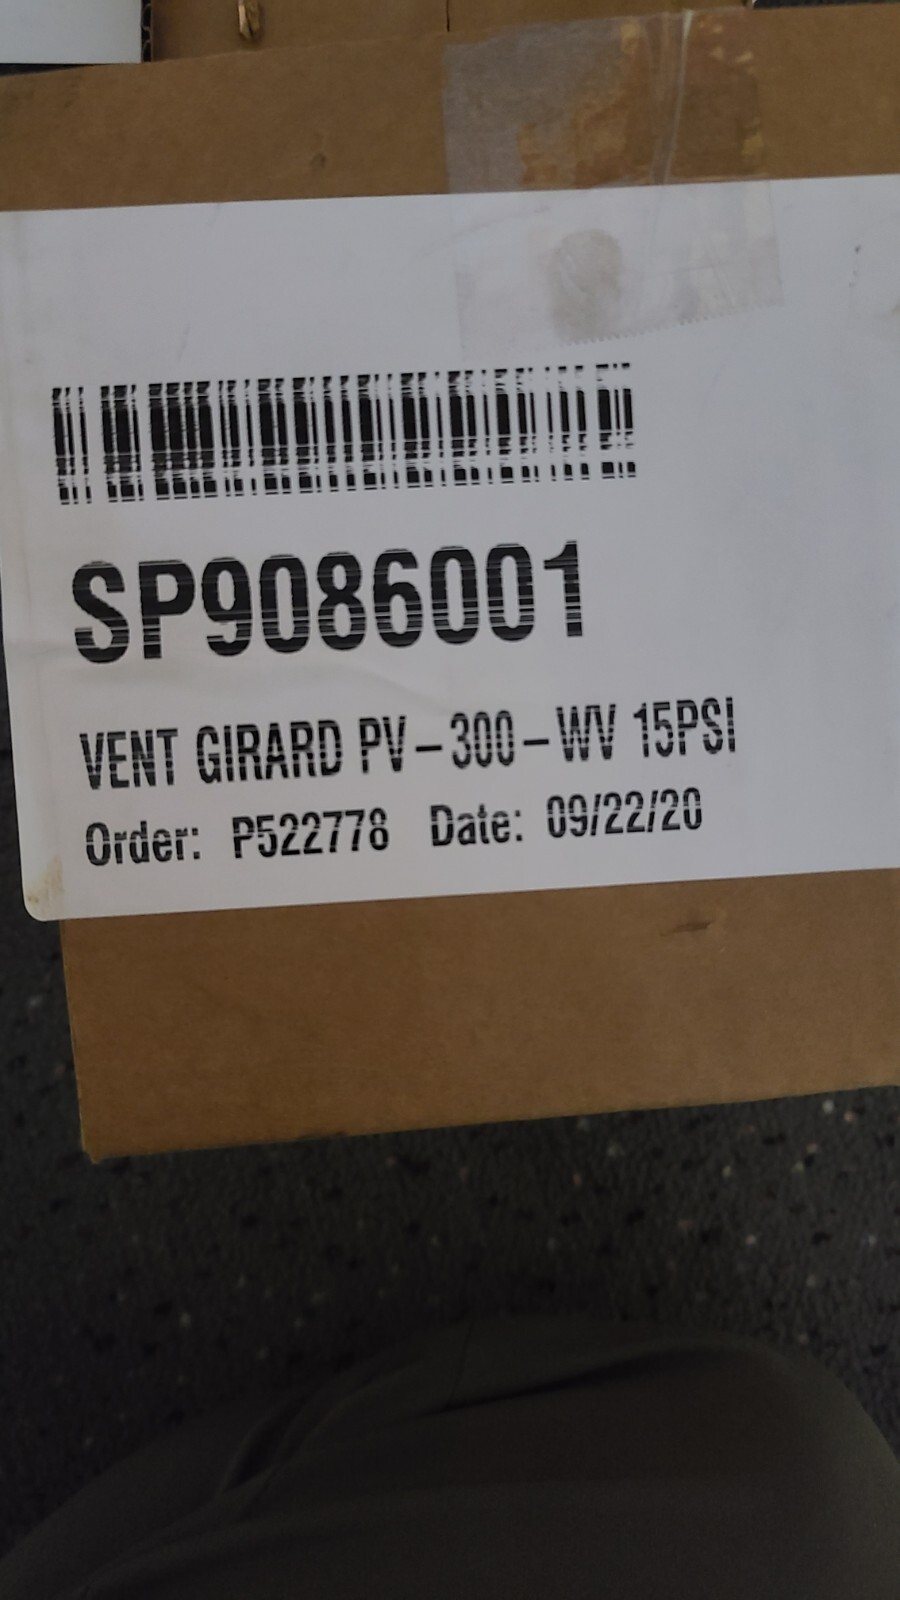 SP9086001
VENT GIRARD PV-300-WV 15PSI
Order: P522778 Date: 09/22/20